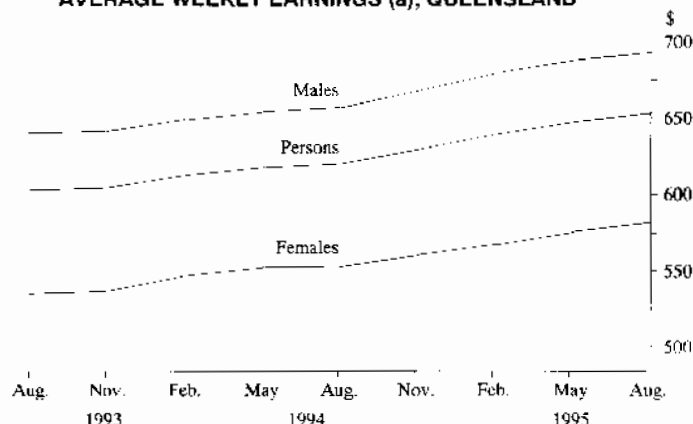 AVERAGE WEEKLY EARNINGS (a), QUEENSLAND
$
700
Males
650
Persons
600
Females
550
500
Aug. Nov. Feb. May Aug. Nov. Feb. May Aug.
1993 1994 1995